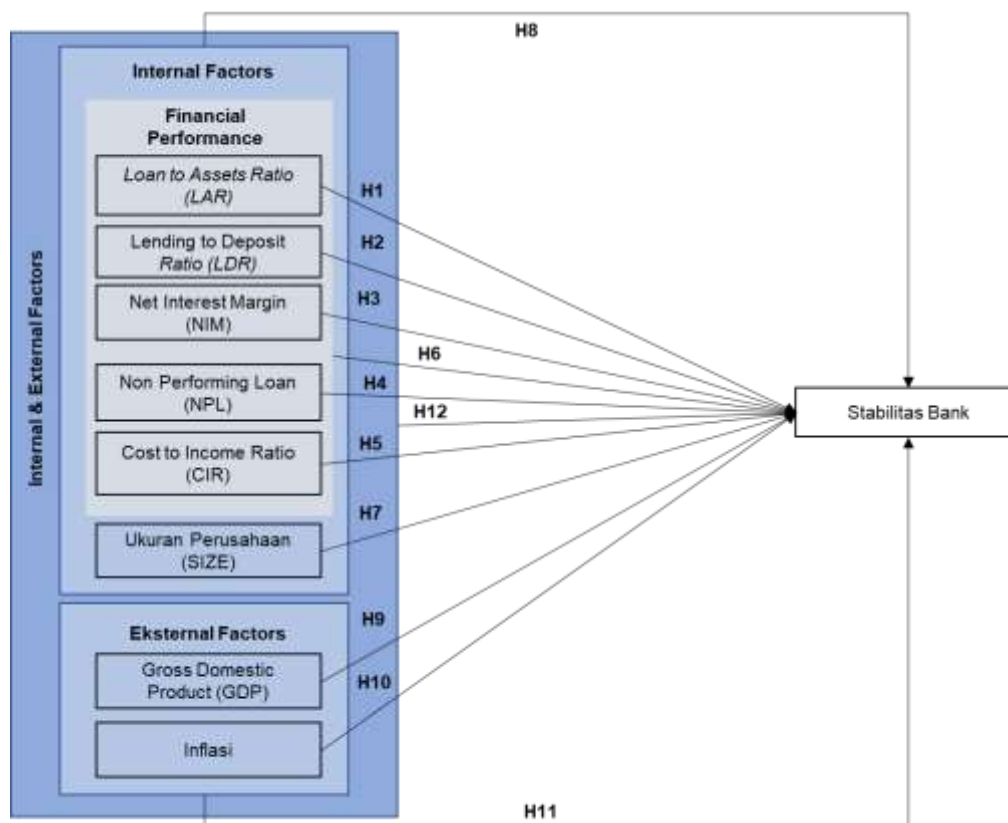 H8
Internal & External Factors
Internal Factors
Financial
Performance
Loan to Assets Ratio
(LAR)
H1
Lending to Deposit
Ratio (LDR)
H2
Net Interest Margin
(NIM)
H3
H6
Non Performing Loan
(NPL)
H4
H12
Cost to Income Ratio
(CIR)
H5
Stabilitas Bank
Ukuran Perusahaan
(SIZE)
H7
Eksternal Factors
H9
Gross Domestic
Product (GDP)
H10
Inflasi
H11